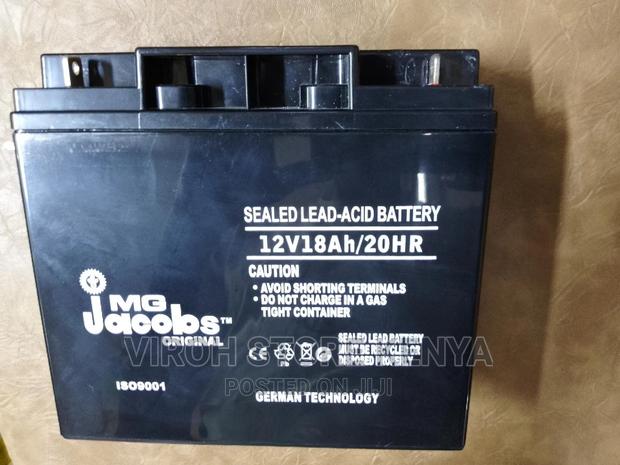 SEALED LEAD-ACID BATTERY
12V18Ah/20HR
CAUTION
• AVOID SHORTING TERMINALS
• DO NOT CHARGE IN A GAS
TIGHT CONTAINER
MG
Jacobs™
ORIGINAL
SEALED LEAD BATTERY
MUST BE RECYCLED OR
DISPOSED PROPERLY
CE
Pb
VIROH STORE KENYA
POSTED ON JIJI
ISO9001
GERMAN TECHNOLOGY